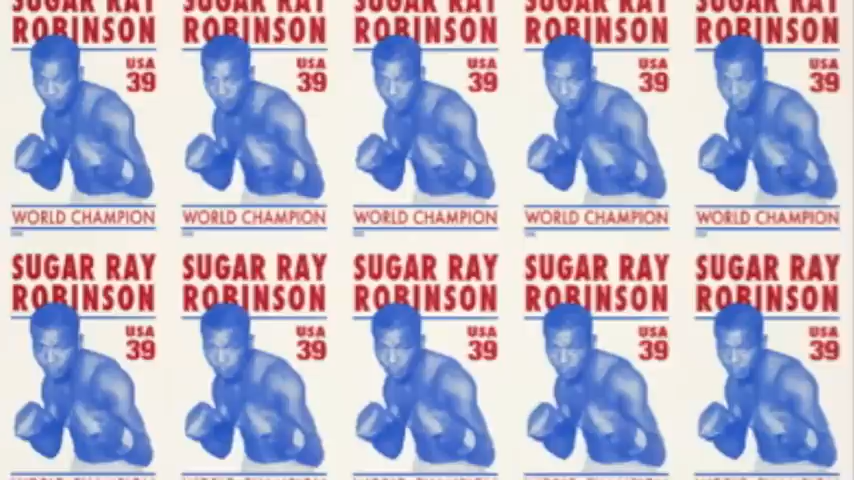 SUGAR RAY SUGAR RAY SUGAR RAY SUGAR RAY SUGAR RAY
ROBINSON ROBINSON ROBINSON ROBINSON ROBINSON
USA USA USA USA USA
39 39 39 39 39
WORLD CHAMPION WORLD CHAMPION WORLD CHAMPION WORLD CHAMPION WORLD CHAMPION
SUGAR RAY SUGAR RAY SUGAR RAY SUGAR RAY SUGAR RAY
ROBINSON ROBINSON ROBINSON ROBINSON ROBINSON
USA USA USA USA USA
39 39 39 39 39